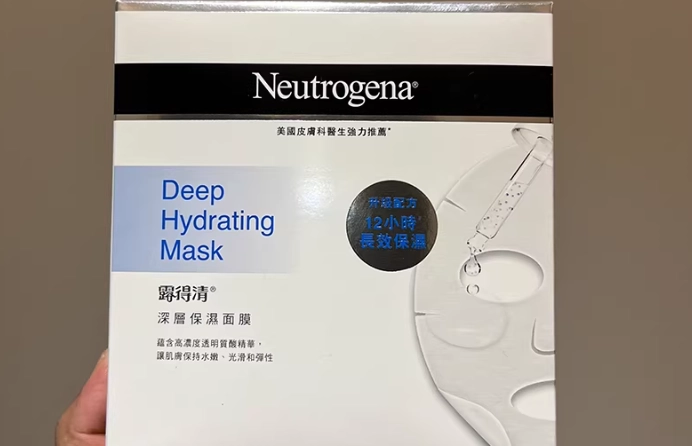 Neutrogena®
美國皮膚科醫生強力推薦*
Deep
Hydrating
Mask
升級配方
12小時
長效保濕
露得清®
深層保濕面膜
蘊含高濃度透明質酸精華，
讓肌膚保持水嫩、光滑和彈性